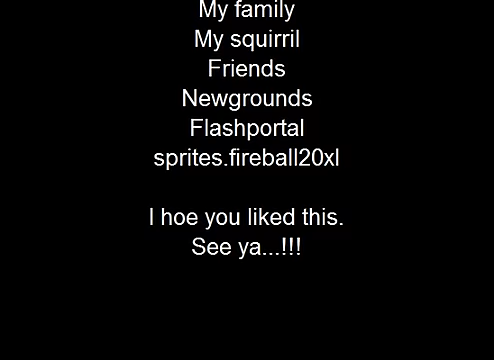 My family
My squirril
Friends
Newgrounds
Flashportal
sprites.fireball20xl
I hoe you liked this.
See ya...!!!